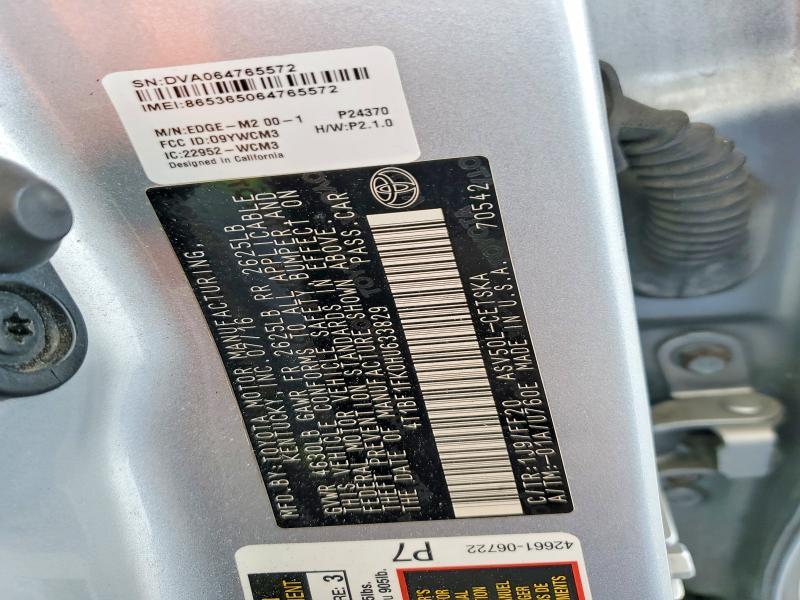 SN:DVA064765572
IMEI:865365064765572
M/N:EDGE-M2 00-1 P24370
FCC ID:O9YWCM3 H/W:P2.1.0
IC:22952-WCM3
Designed in California
MFD.BY:TOYOTA MOTOR MANUFACTURING,
KENTUCKY, INC.07/16
GVWR 4630LB GAWR FR 2625LB RR 2625LB
THIS VEHICLE CONFORMS TO ALL APPLICABLE
FEDERAL MOTOR VEHICLE SAFETY, BUMPER, AND
THEFT PREVENTION STANDARDS IN EFFECT ON
THE DATE OF MANUFACTURE SHOWN ABOVE.
4T1BF1FK0HU633829 PASS.CAR
C/TR:1J9/FF20 ASV50L-CETSKA 70542
A/TM:-01A/U760E MADE IN U.S.A.
42661-06722
P7